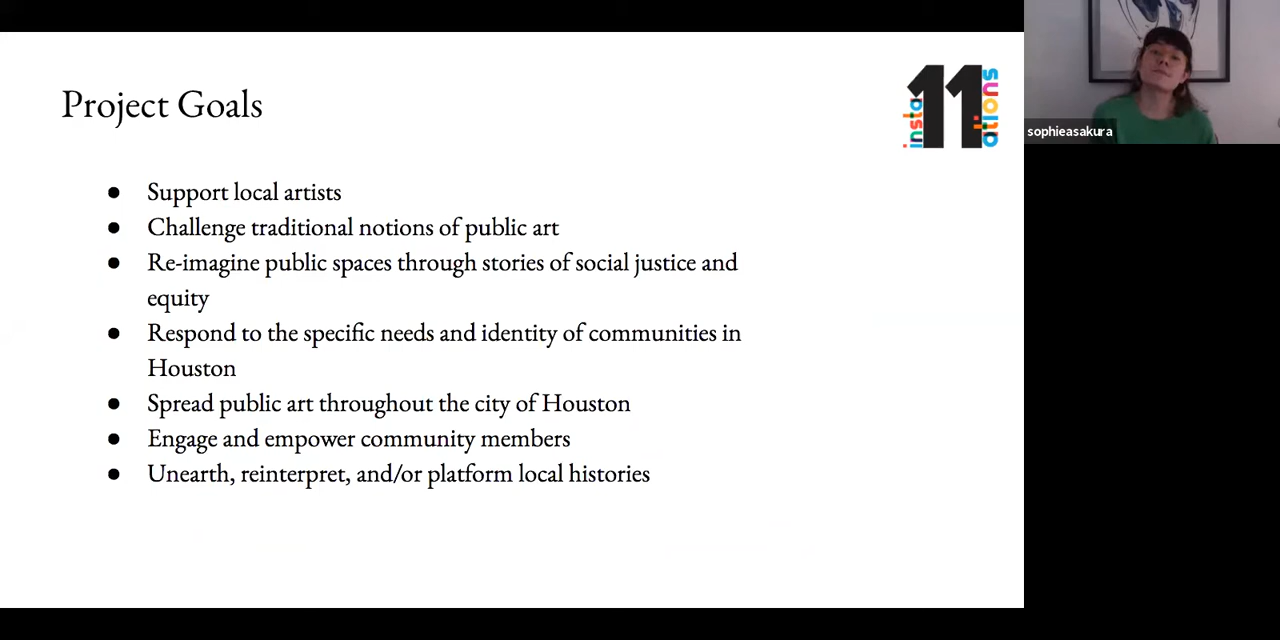 Project Goals
insta
11
ations
sophieasakura
● Support local artists
● Challenge traditional notions of public art
● Re-imagine public spaces through stories of social justice and
equity
● Respond to the specific needs and identity of communities in
Houston
● Spread public art throughout the city of Houston
● Engage and empower community members
● Unearth, reinterpret, and/or platform local histories